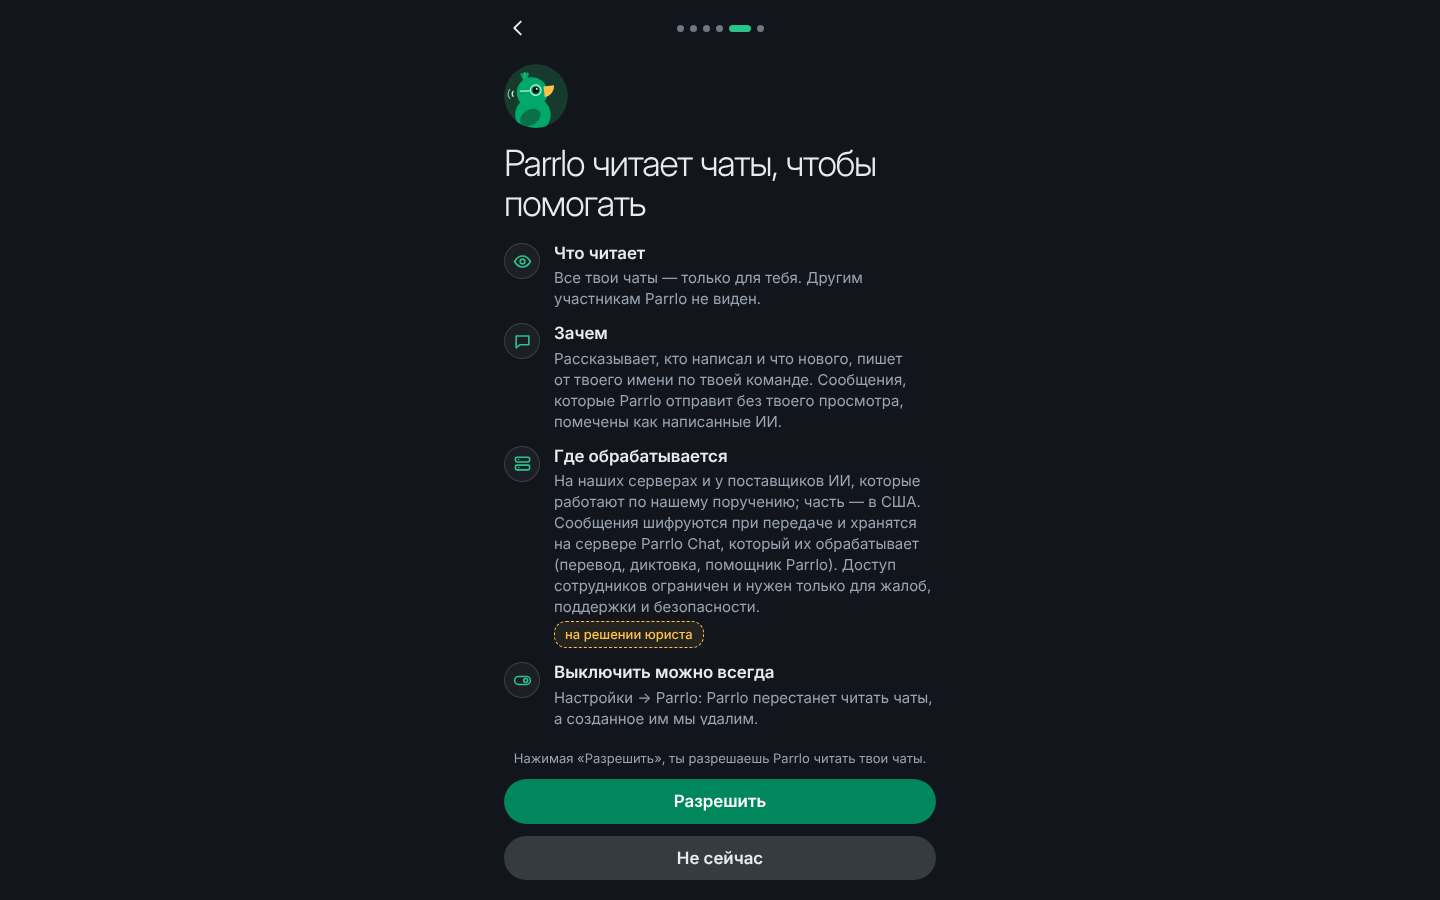 Parrlo читает чаты, чтобы
помогать
Что читает
Все твои чаты — только для тебя. Другим
участникам Parrlo не виден.
Зачем
Рассказывает, кто написал и что нового, пишет
от твоего имени по твоей команде. Сообщения,
которые Parrlo отправит без твоего просмотра,
помечены как написанные ИИ.
Где обрабатывается
На наших серверах и у поставщиков ИИ, которые
работают по нашему поручению; часть — в США.
Сообщения шифруются при передаче и хранятся
на сервере Parrlo Chat, который их обрабатывает
(перевод, диктовка, помощник Parrlo). Доступ
сотрудников ограничен и нужен только для жалоб,
поддержки и безопасности.
на решении юриста
Выключить можно всегда
Настройки → Parrlo: Parrlo перестанет читать чаты,
а созданное им мы удалим.
Нажимая «Разрешить», ты разрешаешь Parrlo читать твои чаты.
Разрешить
Не сейчас